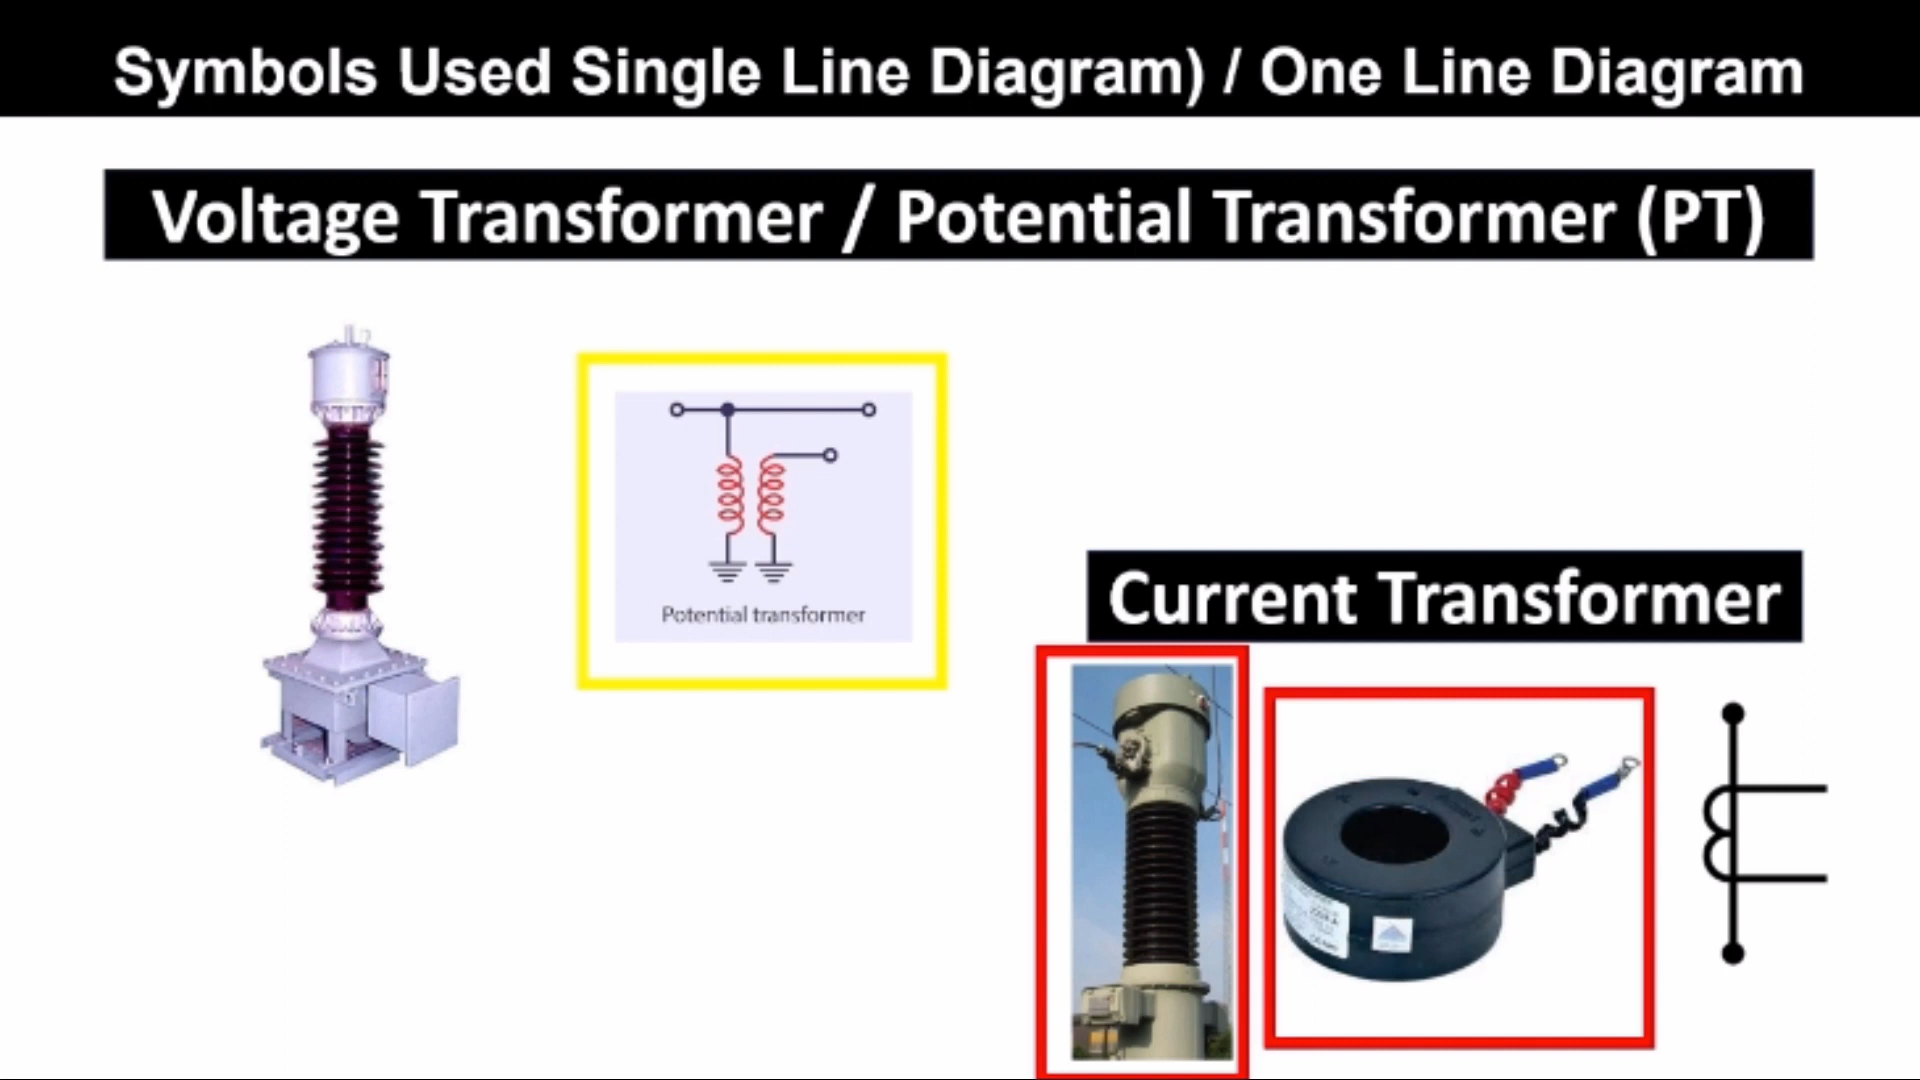 Symbols Used Single Line Diagram) / One Line Diagram
Voltage Transformer / Potential Transformer (PT)
Potential transformer
Current Transformer